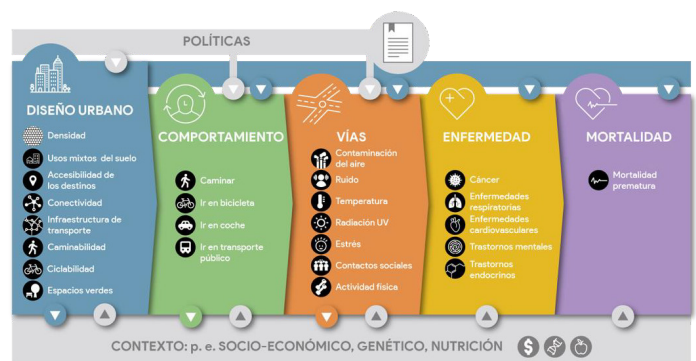 POLÍTICAS
DISEÑO URBANO
Densidad
Usos mixtos del suelo
Accesibilidad de
los destinos
Conectividad
Infraestructura de
transporte
Caminabilidad
Ciclabilidad
Espacios verdes
COMPORTAMIENTO
Caminar
Ir en bicicleta
Ir en coche
Ir en transporte
público
VÍAS
Contaminación
del aire
Ruido
Temperatura
Radiación UV
Estrés
Contactos sociales
Actividad física
ENFERMEDAD
Cáncer
Enfermedades
respiratorias
Enfermedades
cardiovasculares
Trastornos mentales
Trastornos
endocrinos
MORTALIDAD
Mortalidad
prematura
CONTEXTO: p. e. SOCIO-ECONÓMICO, GENÉTICO, NUTRICIÓN
$